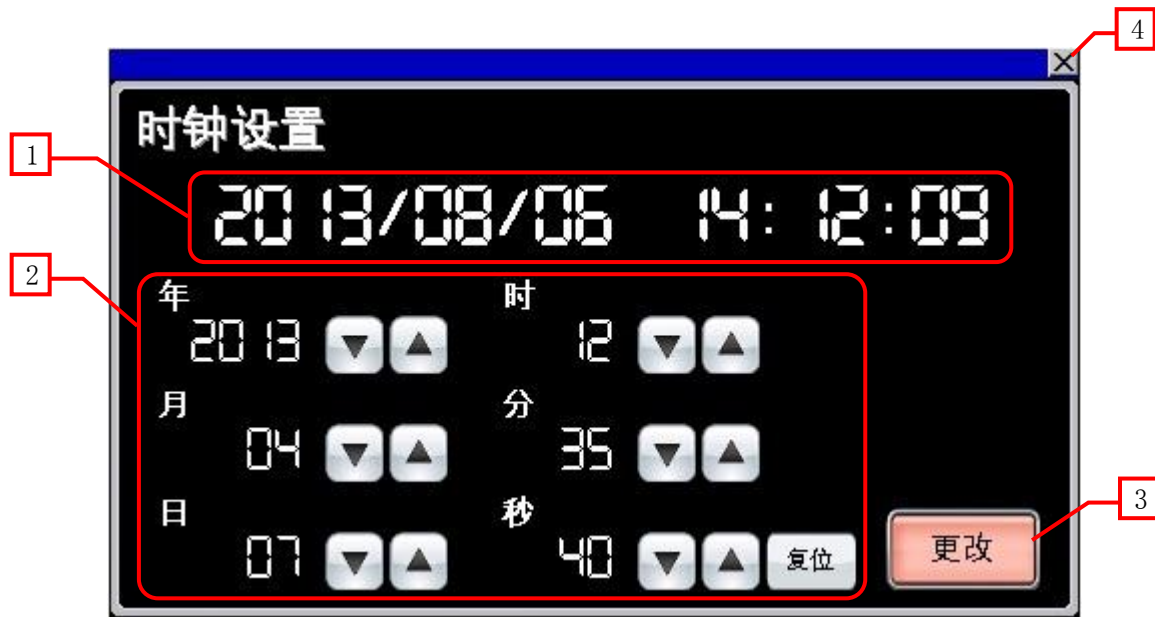 4
时钟设置
1
2013/08/06 14:12:09
2
年 时
2013 ▼ ▲ 12 ▼ ▲
月 分
04 ▼ ▲ 35 ▼ ▲
3
日 秒
07 ▼ ▲ 40 ▼ ▲ 复位 更改